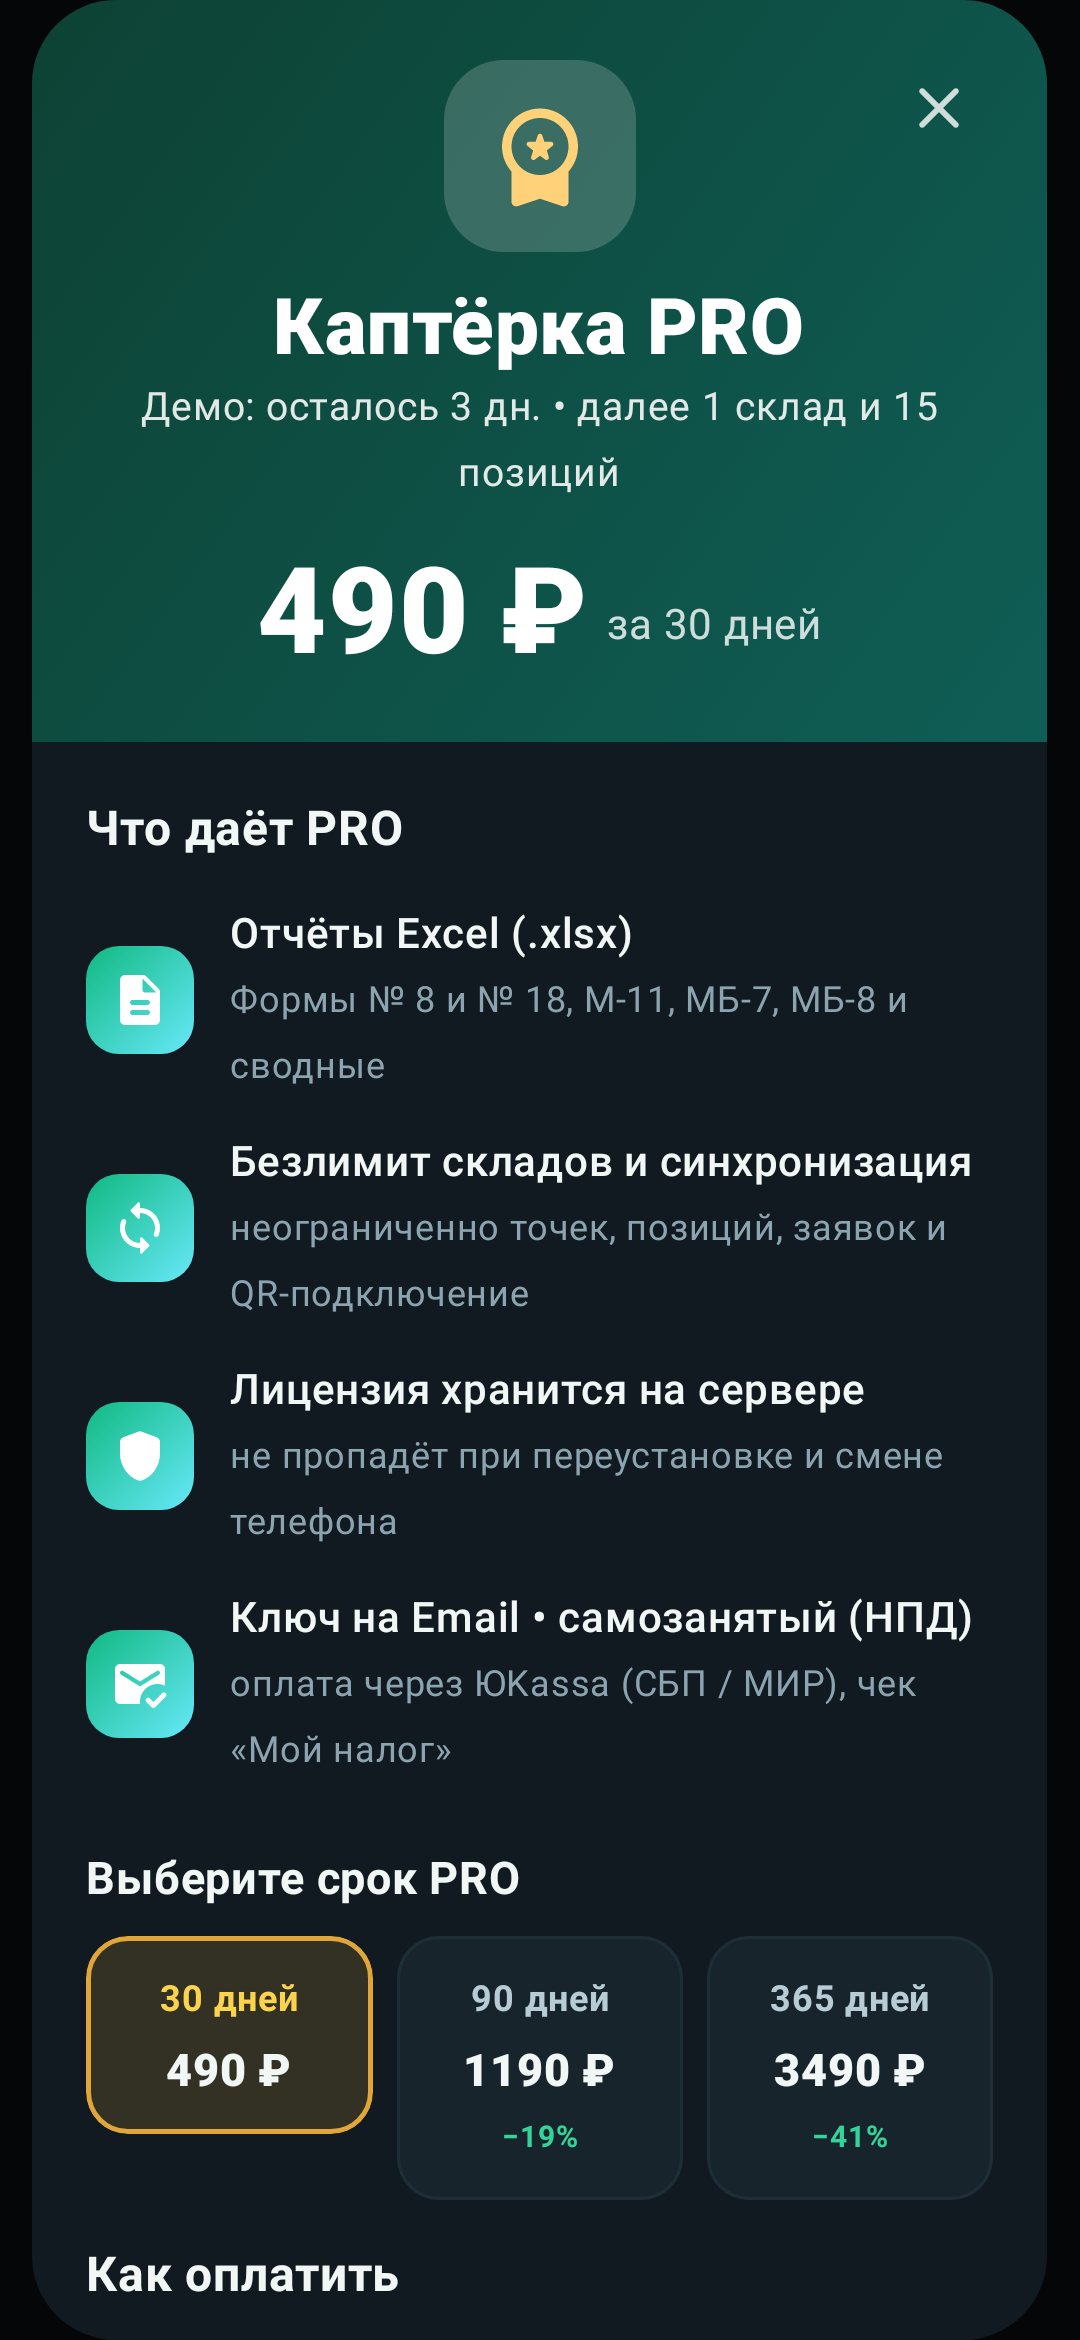 Каптёрка PRO
Демо: осталось 3 дн. • далее 1 склад и 15
позиций
490 ₽ за 30 дней
Что даёт PRO
Отчёты Excel (.xlsx)
Формы № 8 и № 18, М-11, МБ-7, МБ-8 и
сводные
Безлимит складов и синхронизация
неограниченно точек, позиций, заявок и
QR-подключение
Лицензия хранится на сервере
не пропадёт при переустановке и смене
телефона
Ключ на Email • самозанятый (НПД)
оплата через ЮKassa (СБП / МИР), чек
«Мой налог»
Выберите срок PRO
30 дней
490 ₽
90 дней
1190 ₽
−19%
365 дней
3490 ₽
−41%
Как оплатить